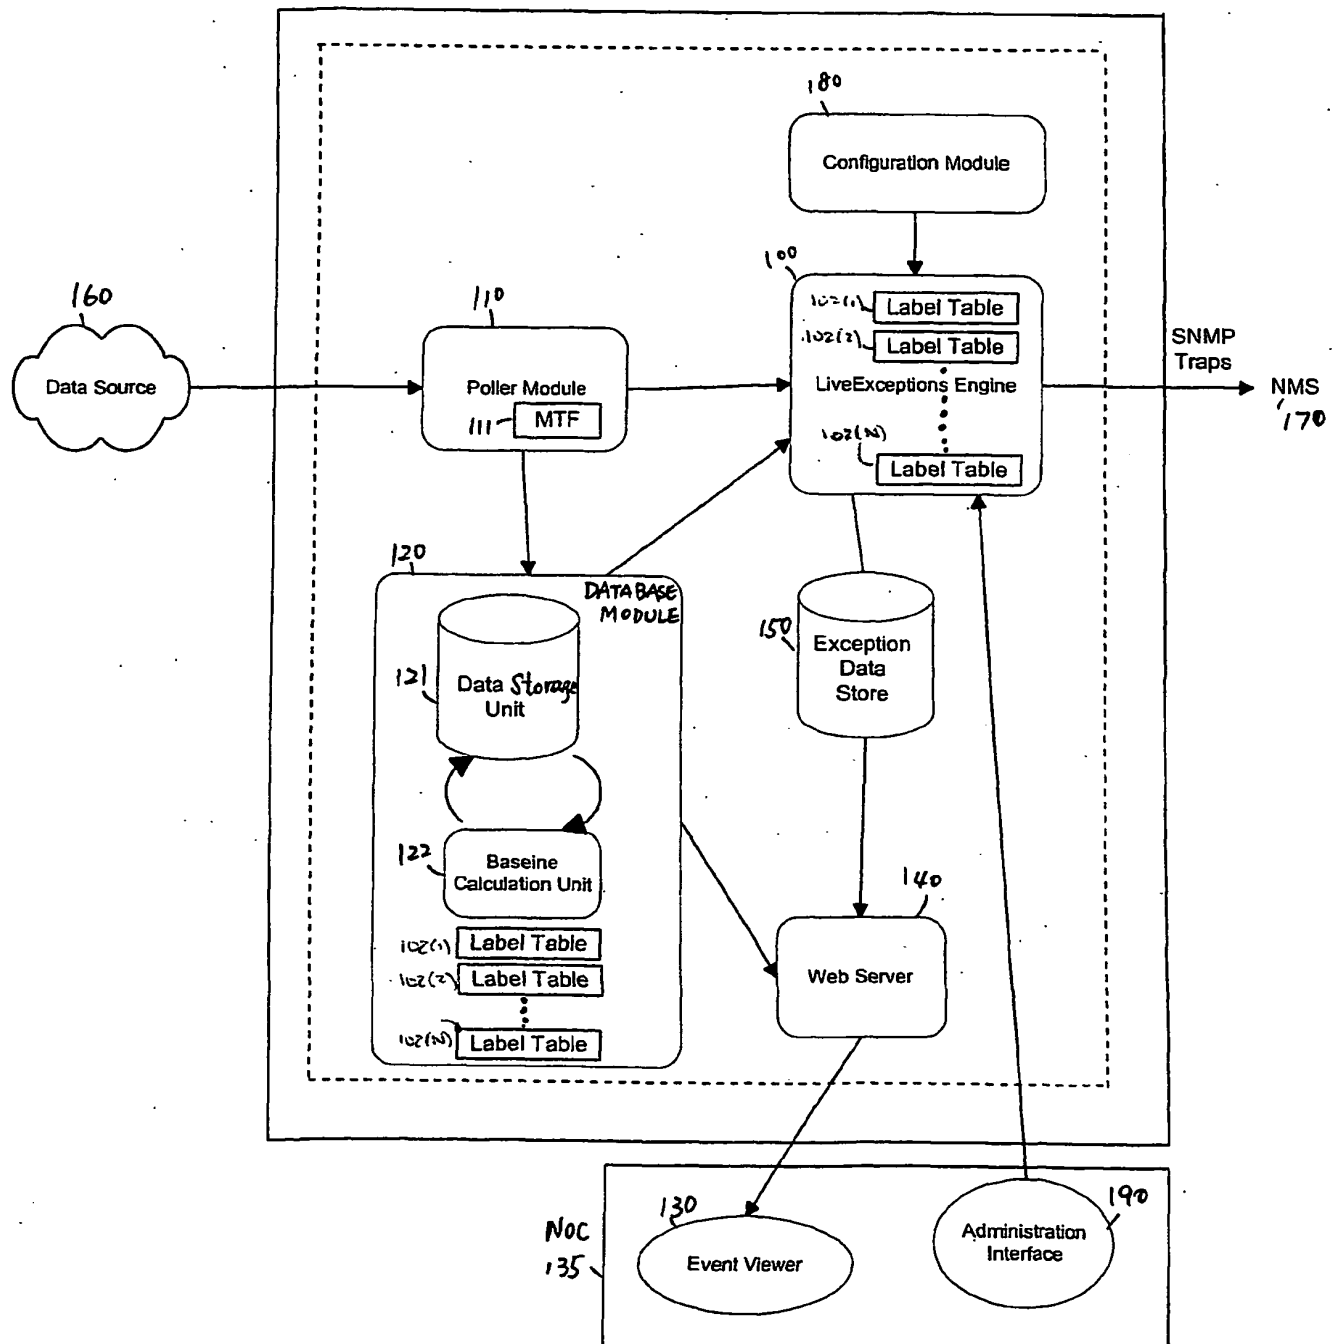 180
Configuration Module
100
102(1)
Label Table
102(2)
Label Table
LiveExceptions Engine
102(N)
Label Table
SNMP
Traps
NMS
170
160
Data Source
110
Poller Module
111
MTF
120
DATABASE
MODULE
121
Data Storage
Unit
122
Baseine
Calculation Unit
102(1)
Label Table
102(2)
Label Table
102(N)
Label Table
150
Exception
Data
Store
140
Web Server
NOC
135
130
Event Viewer
190
Administration
Interface